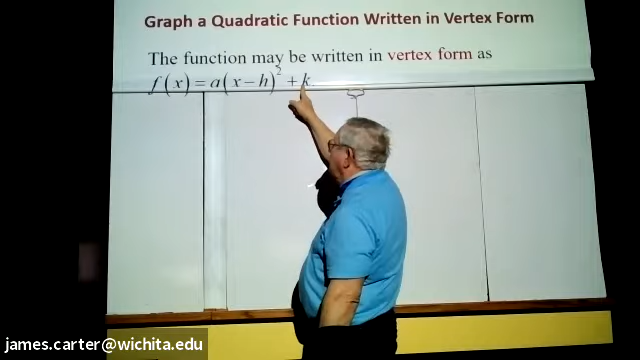 Graph a Quadratic Function Written in Vertex Form
The function may be written in vertex form as
f(x) = a(x − h)² + k
james.carter@wichita.edu